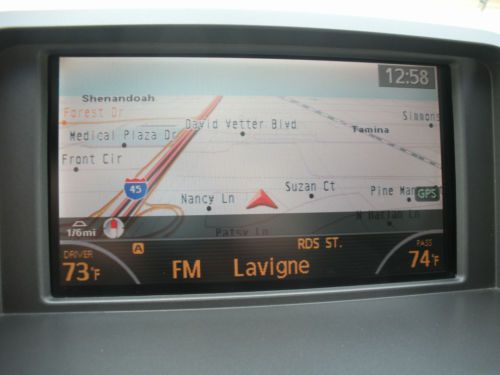 12:58
Shenandoah
Forest Dr
Simmons
David Vetter Blvd
Tamina
Medical Plaza Dr
Front Cir
45
Suzan Ct
Nancy Ln
Pine Man
GPS
N Harlan Ln
Patsy Ln
1/6mi
RDS ST.
DRIVER
A
PASS
73°F
FM
Lavigne
74°F